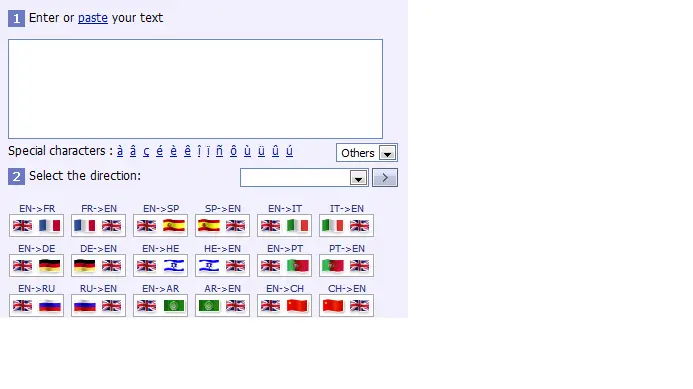 1 Enter or paste your text
Special characters : à â ç é è ê î ï ñ ô ù ü û ú
Others
2 Select the direction:
>
EN->FR FR->EN EN->SP SP->EN EN->IT IT->EN
EN->DE DE->EN EN->HE HE->EN EN->PT PT->EN
EN->RU RU->EN EN->AR AR->EN EN->CH CH->EN